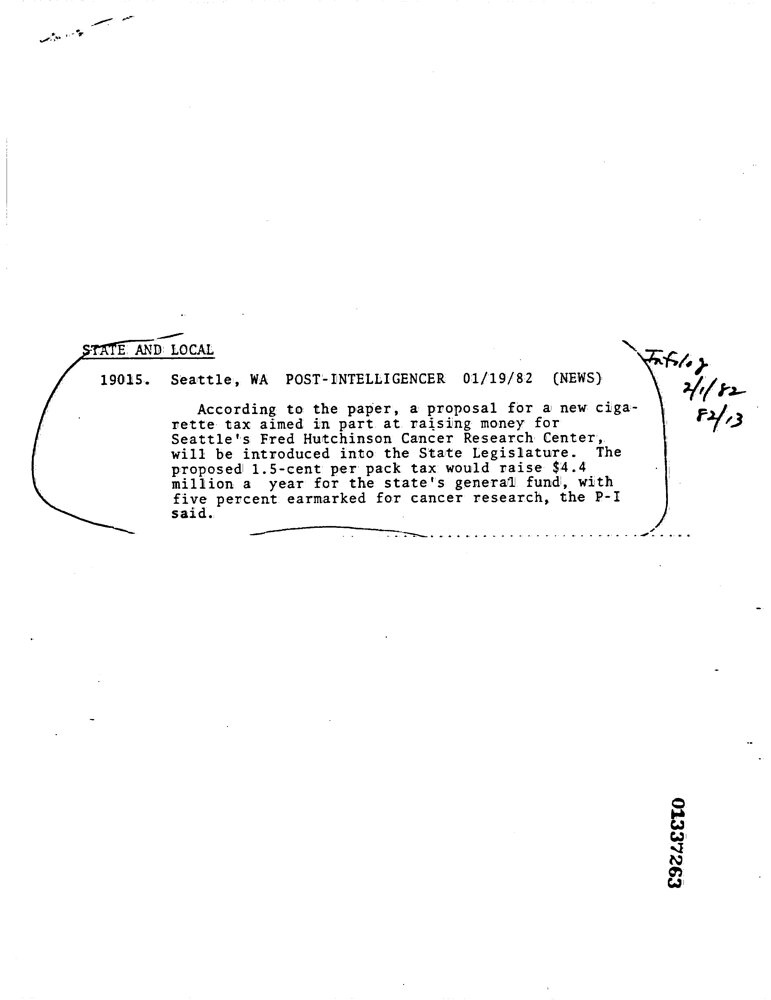 STATE AND LOCAL
Infolog
2/1/82
82/13
19015. Seattle, WA POST-INTELLIGENCER 01/19/82 (NEWS)
According to the paper, a proposal for a new ciga-
rette tax aimed in part at raising money for
Seattle's Fred Hutchinson Cancer Research Center,
will be introduced into the State Legislature. The
proposed 1.5-cent per pack tax would raise $4.4
million a year for the state's general fund, with
five percent earmarked for cancer research, the P-I
said.
01337263